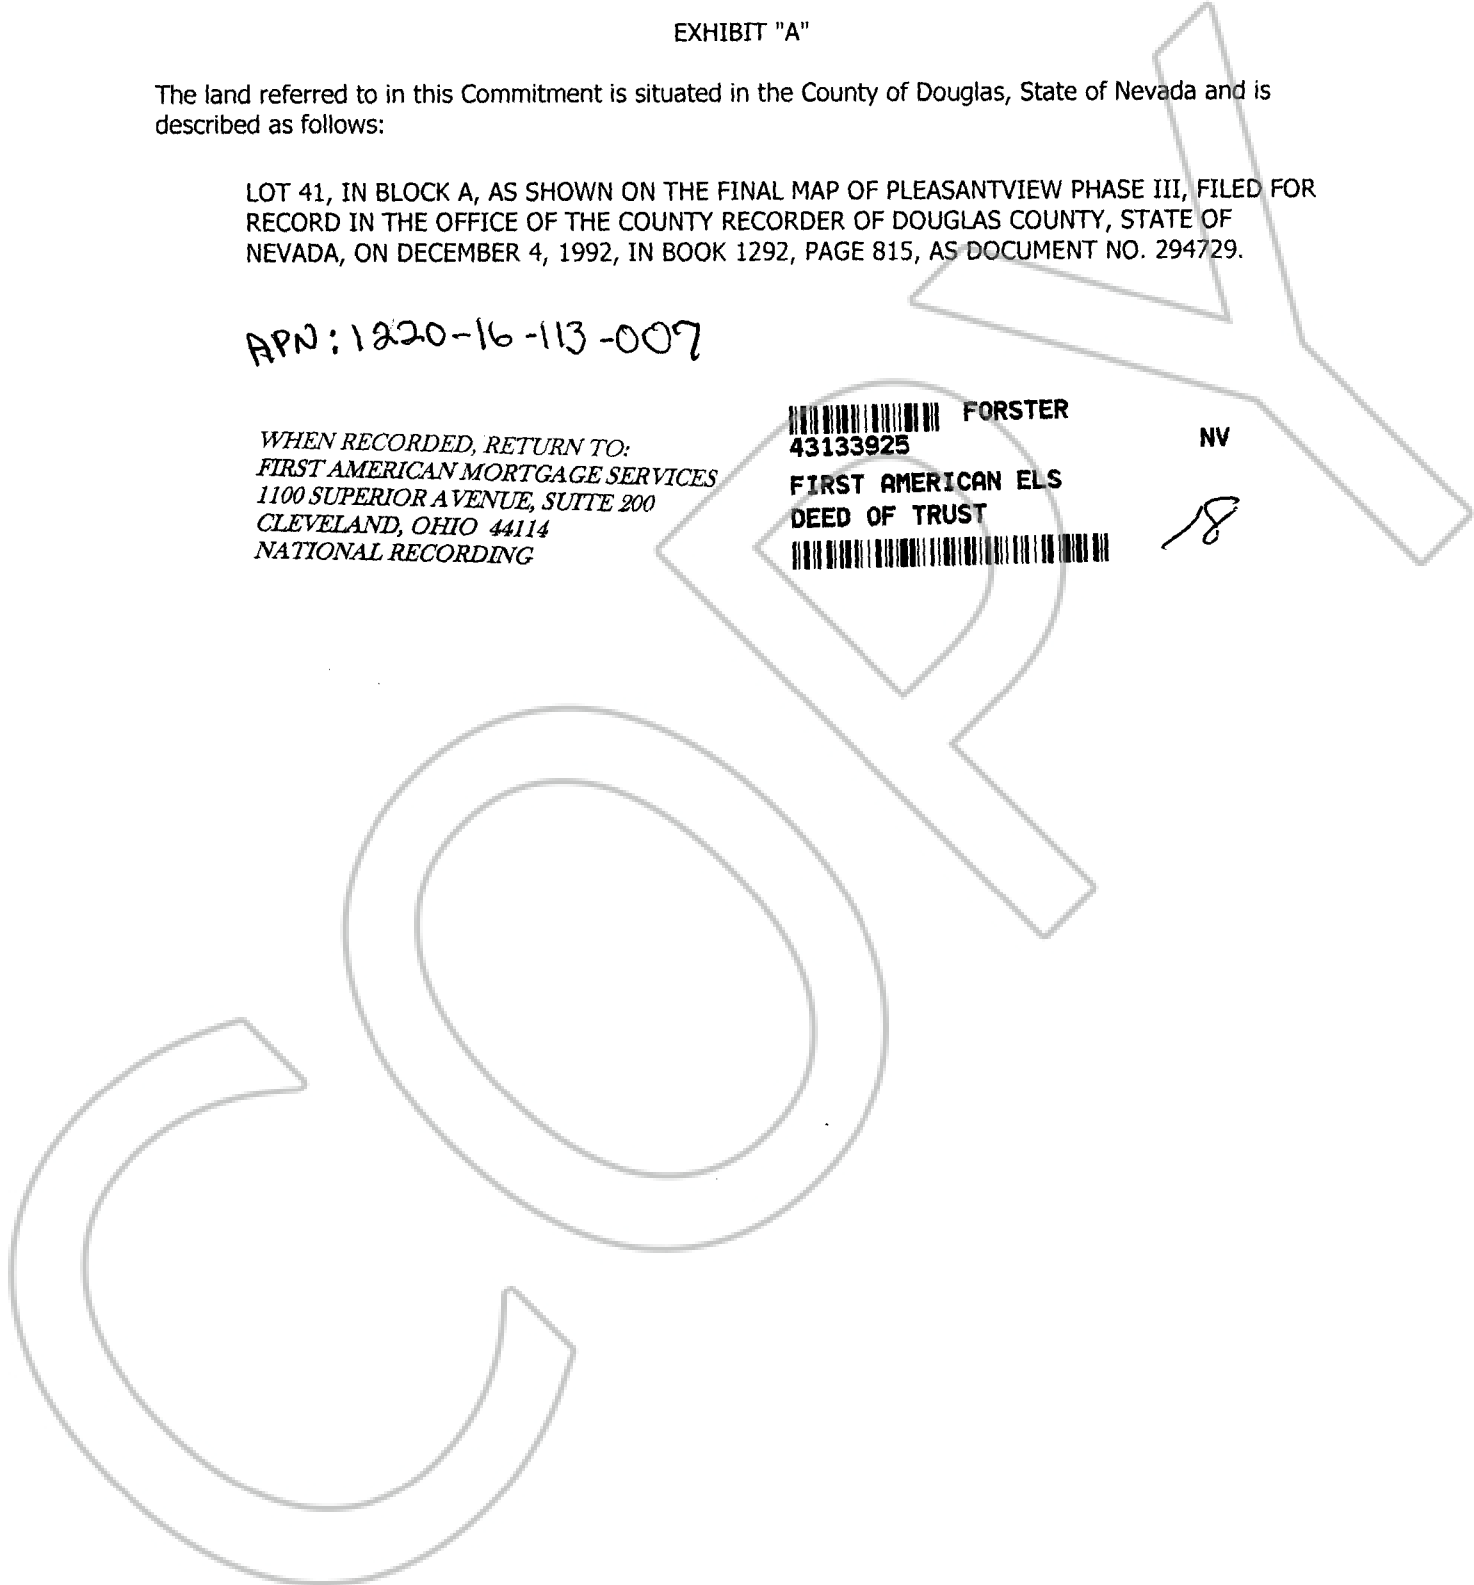 EXHIBIT "A"
The land referred to in this Commitment is situated in the County of Douglas, State of Nevada and is
described as follows:
LOT 41, IN BLOCK A, AS SHOWN ON THE FINAL MAP OF PLEASANTVIEW PHASE III, FILED FOR
RECORD IN THE OFFICE OF THE COUNTY RECORDER OF DOUGLAS COUNTY, STATE OF
NEVADA, ON DECEMBER 4, 1992, IN BOOK 1292, PAGE 815, AS DOCUMENT NO. 294729.
APN: 1220-16-113-007
WHEN RECORDED, RETURN TO:
FIRST AMERICAN MORTGAGE SERVICES
1100 SUPERIOR AVENUE, SUITE 200
CLEVELAND, OHIO 44114
NATIONAL RECORDING
FORSTER
43133925
NV
FIRST AMERICAN ELS
DEED OF TRUST
COPY